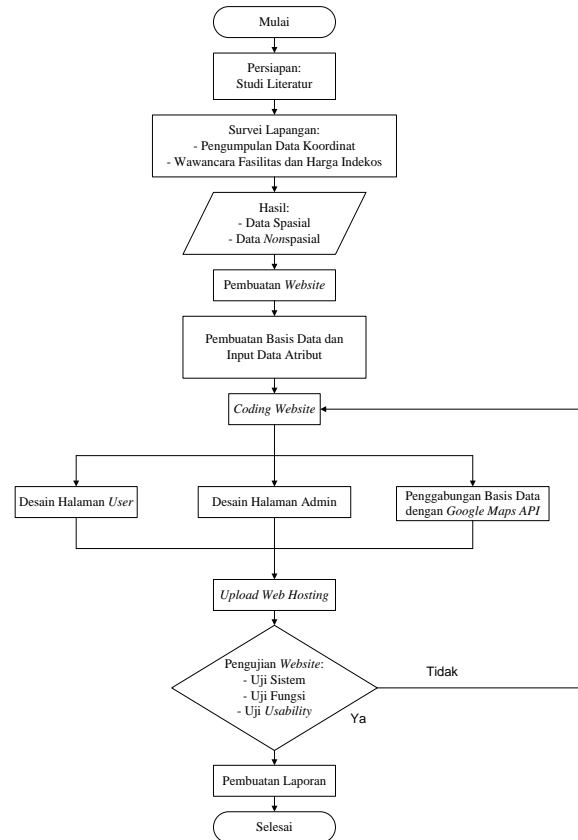 Mulai
Persiapan:
Studi Literatur
Survei Lapangan:
- Pengumpulan Data Koordinat
- Wawancara Fasilitas dan Harga Indekos
Hasil:
- Data Spasial
- Data Nonspasial
Pembuatan Website
Pembuatan Basis Data dan
Input Data Atribut
Coding Website
Desain Halaman User
Desain Halaman Admin
Penggabungan Basis Data
dengan Google Maps API
Upload Web Hosting
Pengujian Website:
- Uji Sistem
- Uji Fungsi
- Uji Usability
Tidak
Ya
Pembuatan Laporan
Selesai